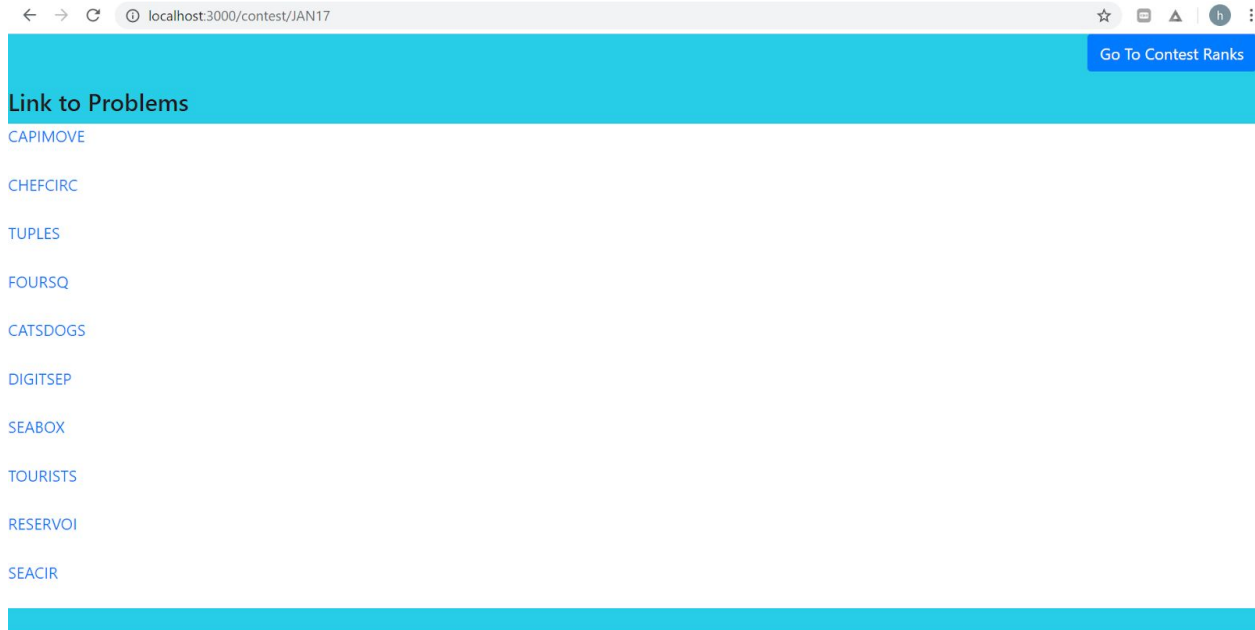 localhost:3000/contest/JAN17
h
Go To Contest Ranks
Link to Problems
CAPIMOVE
CHEFCIRC
TUPLES
FOURSQ
CATSDOGS
DIGITSEP
SEABOX
TOURISTS
RESERVOI
SEACIR